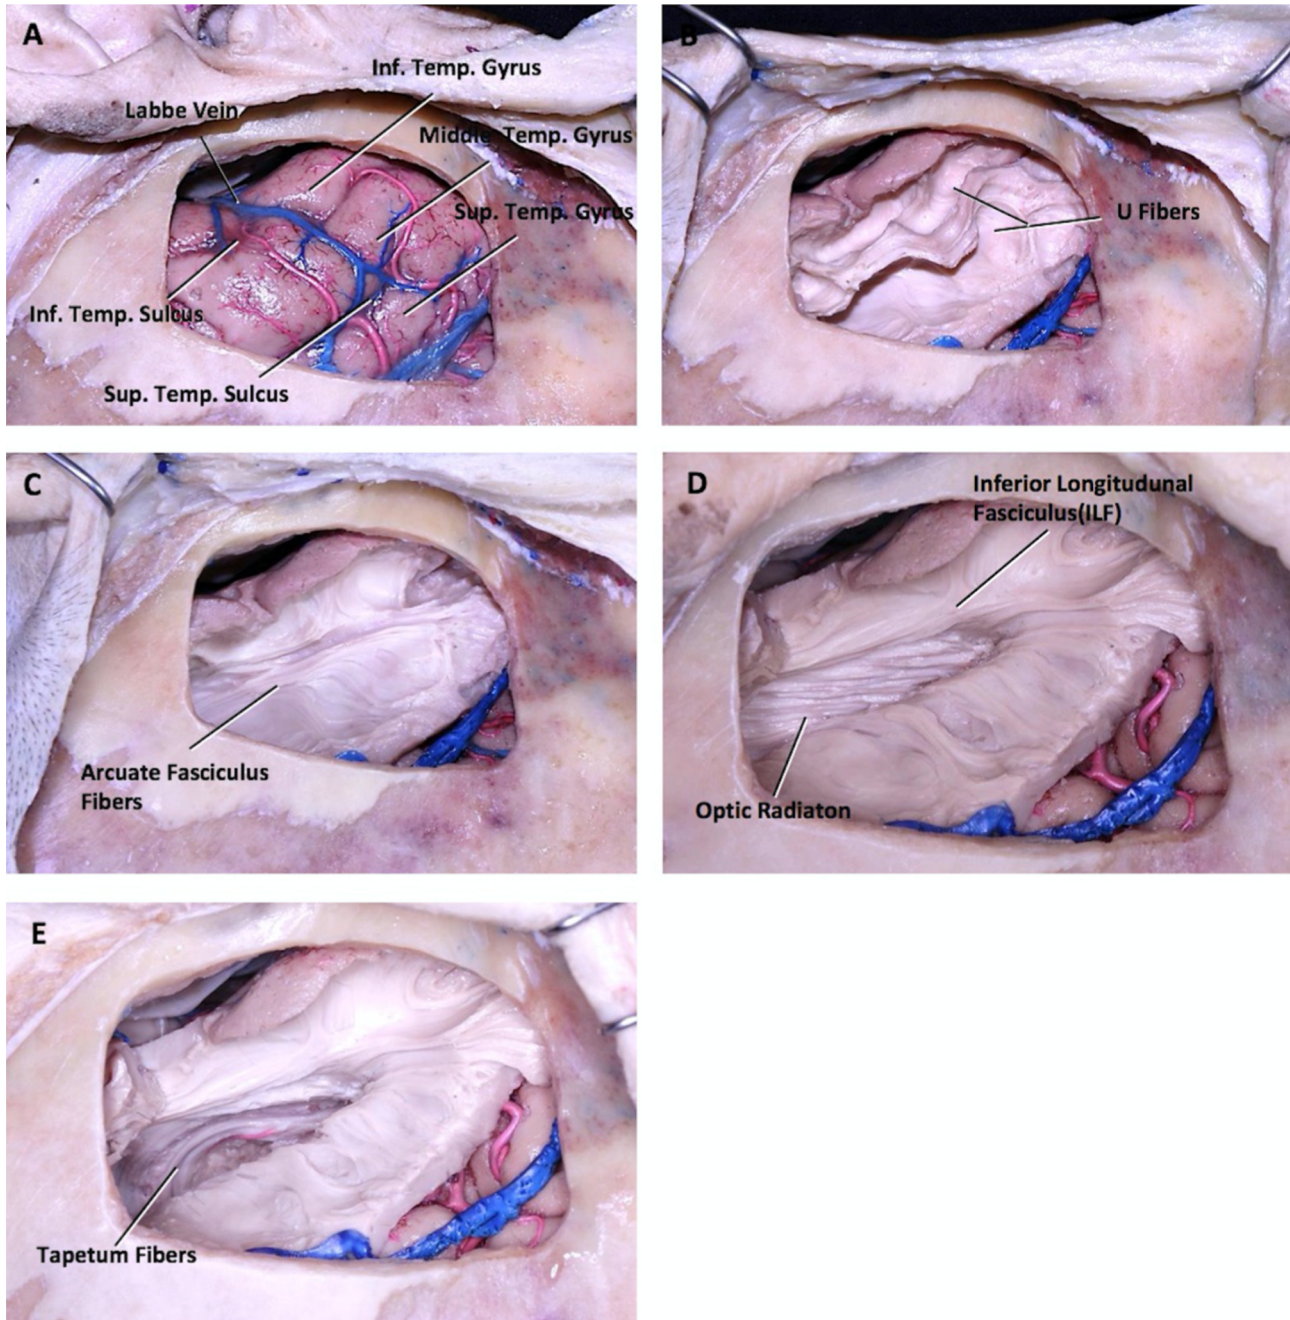 A
Inf. Temp. Gyrus
Labbe Vein
Middle Temp. Gyrus
Sup. Temp. Gyrus
Inf. Temp. Sulcus
Sup. Temp. Sulcus
B
U Fibers
C
Arcuate Fasciculus
Fibers
D
Inferior Longitudunal
Fasciculus(ILF)
Optic Radiaton
E
Tapetum Fibers